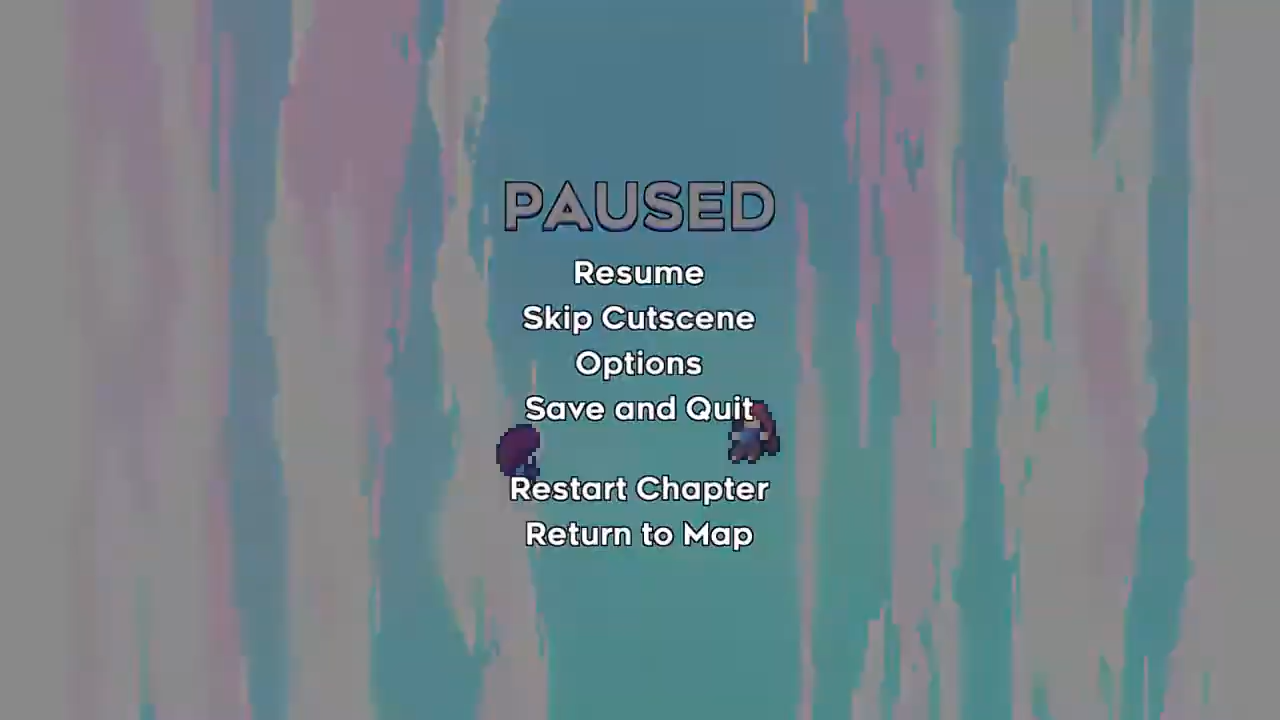 PAUSED
Resume
Skip Cutscene
Options
Save and Quit
Restart Chapter
Return to Map